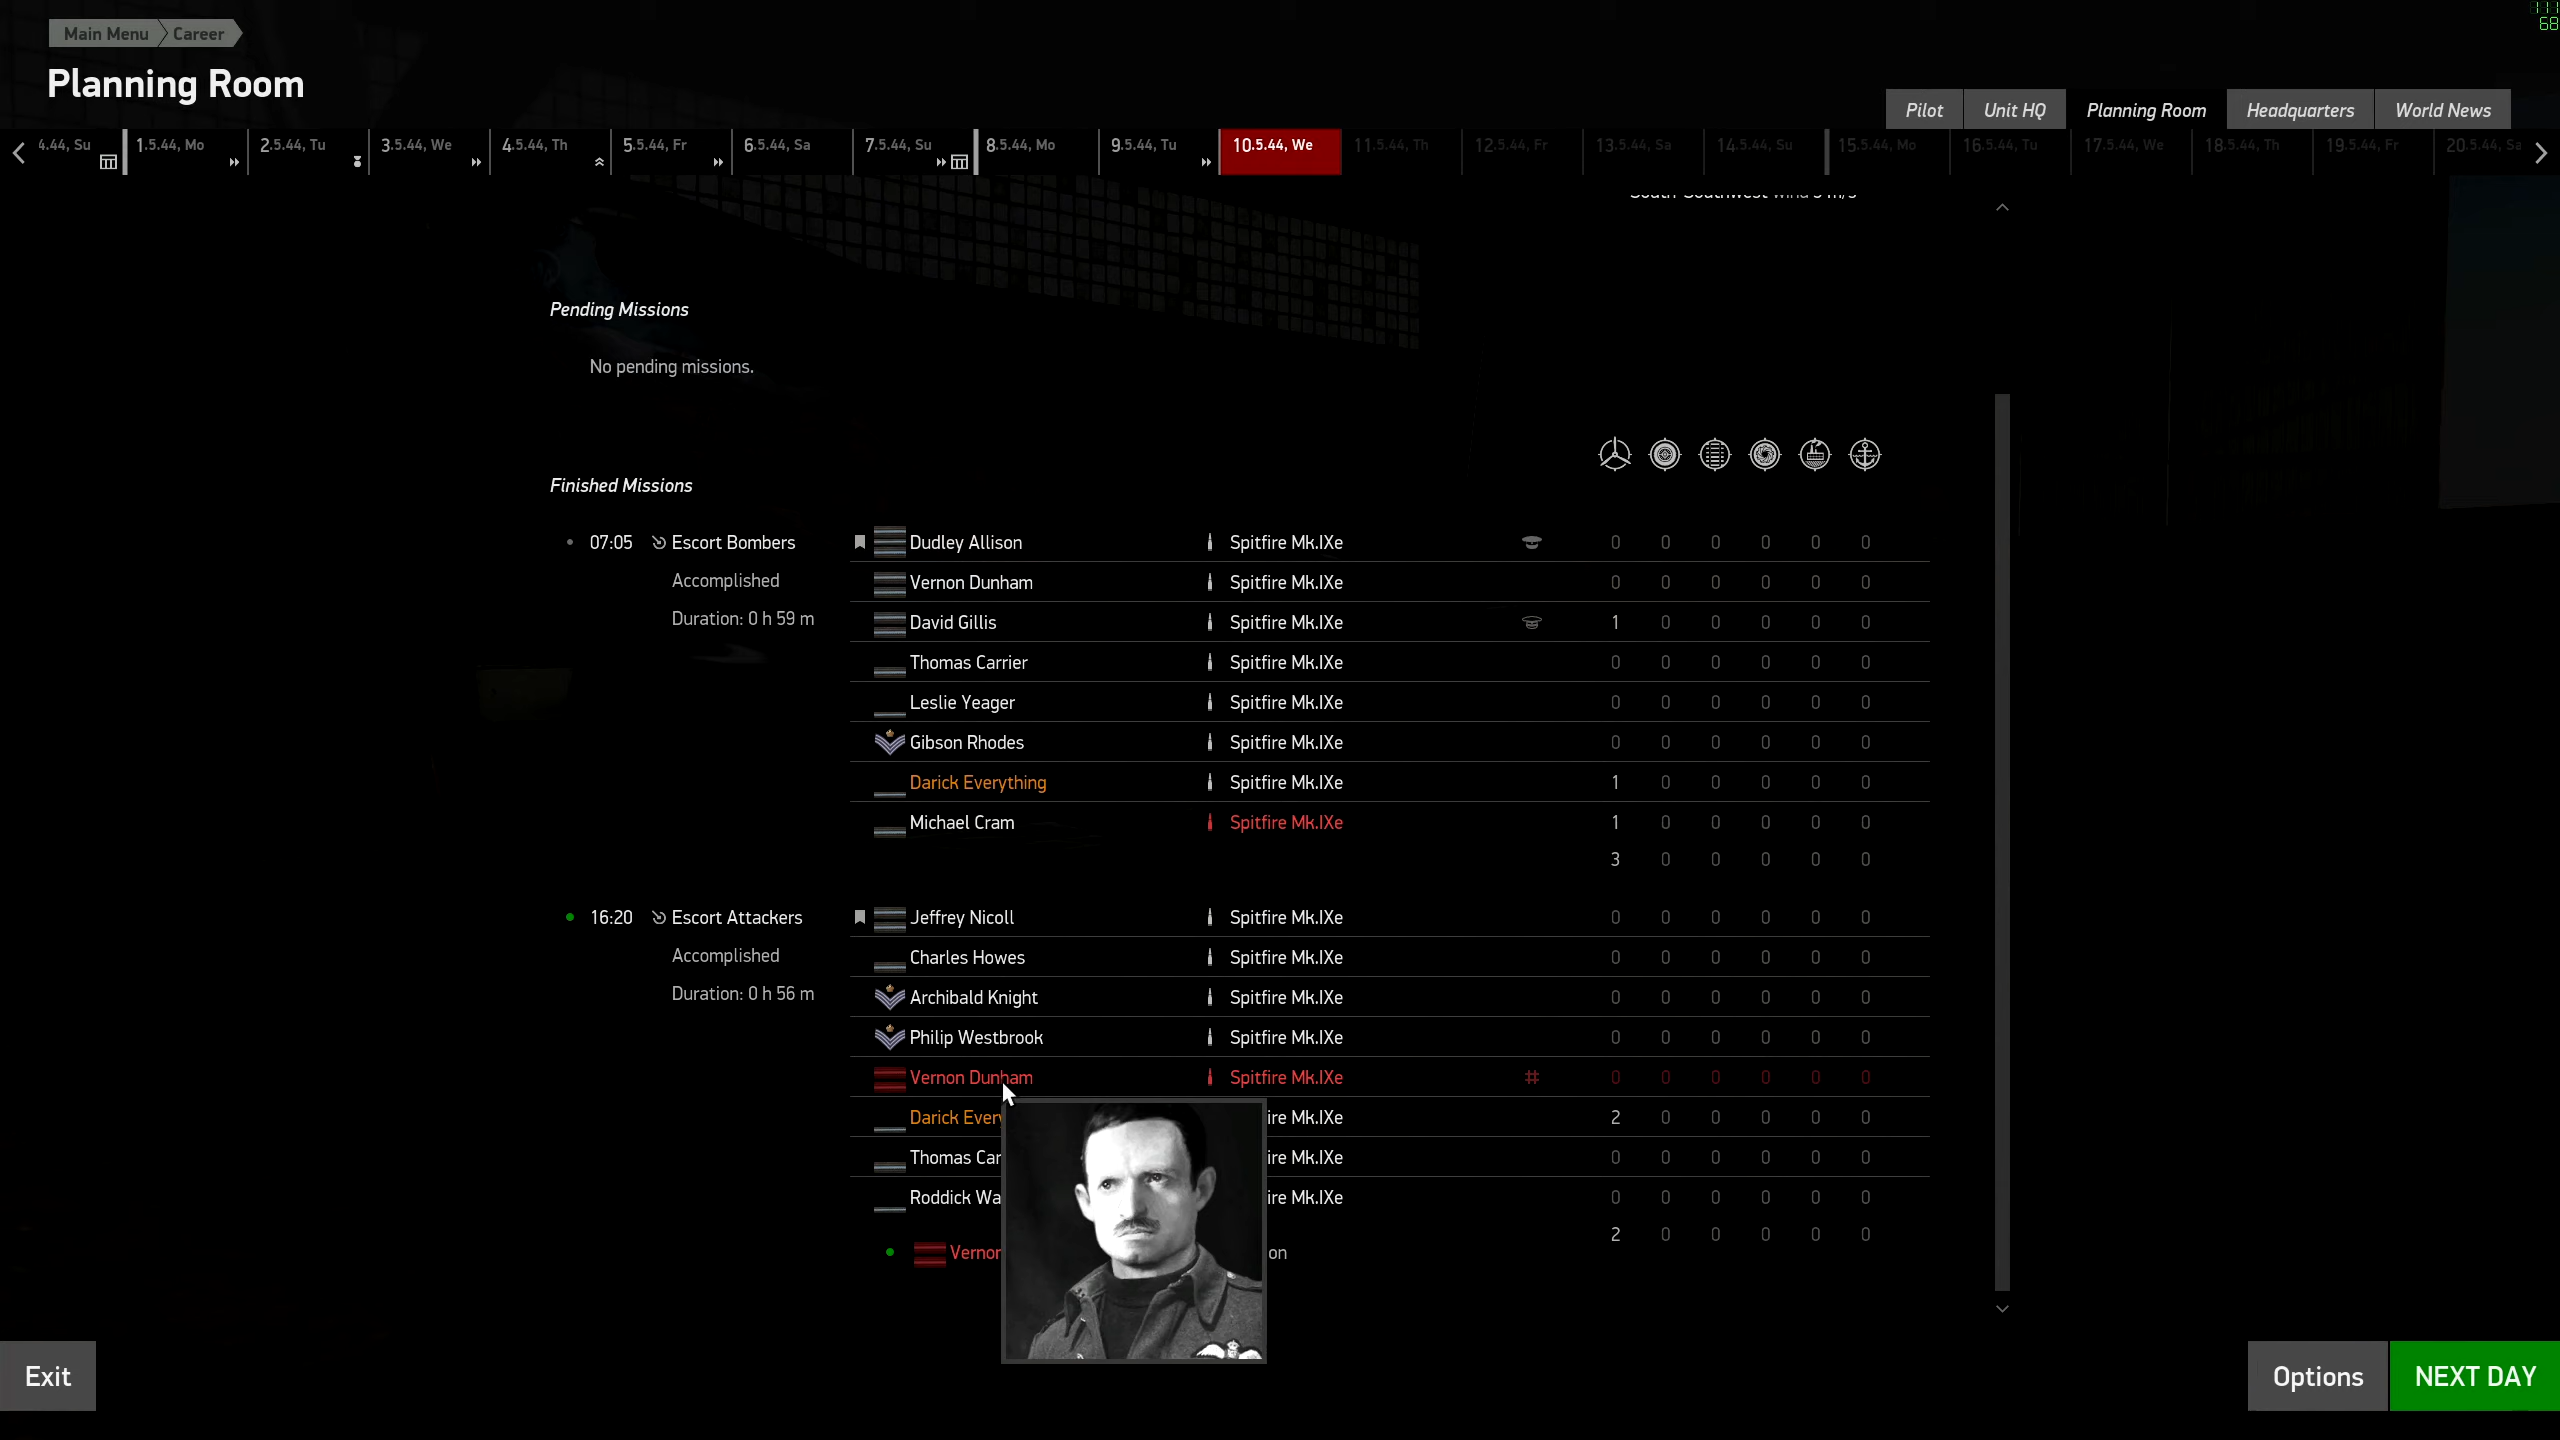 111
68
Main Menu
Career
Planning Room
Pilot
Unit HQ
Planning Room
Headquarters
World News
4.44, Su
1.5.44, Mo
2.5.44, Tu
3.5.44, We
4.5.44, Th
5.5.44, Fr
6.5.44, Sa
7.5.44, Su
8.5.44, Mo
9.5.44, Tu
10.5.44, We
11.5.44, Th
12.5.44, Fr
13.5.44, Sa
14.5.44, Su
15.5.44, Mo
16.5.44, Tu
17.5.44, We
18.5.44, Th
19.5.44, Fr
20.5.44, Sa
South-Southwest wind 5 m/s
Pending Missions
No pending missions.
Finished Missions
07:05 Escort Bombers
Accomplished
Duration: 0 h 59 m
Dudley Allison Spitfire Mk.IXe 0 0 0 0 0 0
Vernon Dunham Spitfire Mk.IXe 0 0 0 0 0 0
David Gillis Spitfire Mk.IXe 1 0 0 0 0 0
Thomas Carrier Spitfire Mk.IXe 0 0 0 0 0 0
Leslie Yeager Spitfire Mk.IXe 0 0 0 0 0 0
Gibson Rhodes Spitfire Mk.IXe 0 0 0 0 0 0
Darick Everything Spitfire Mk.IXe 1 0 0 0 0 0
Michael Cram Spitfire Mk.IXe 1 0 0 0 0 0
3 0 0 0 0 0
16:20 Escort Attackers
Accomplished
Duration: 0 h 56 m
Jeffrey Nicoll Spitfire Mk.IXe 0 0 0 0 0 0
Charles Howes Spitfire Mk.IXe 0 0 0 0 0 0
Archibald Knight Spitfire Mk.IXe 0 0 0 0 0 0
Philip Westbrook Spitfire Mk.IXe 0 0 0 0 0 0
Vernon Dunham Spitfire Mk.IXe 0 0 0 0 0 0
Darick Every ire Mk.IXe 2 0 0 0 0 0
Thomas Car ire Mk.IXe 0 0 0 0 0 0
Roddick Wa ire Mk.IXe 0 0 0 0 0 0
2 0 0 0 0 0
Vernon on
Exit
Options
NEXT DAY